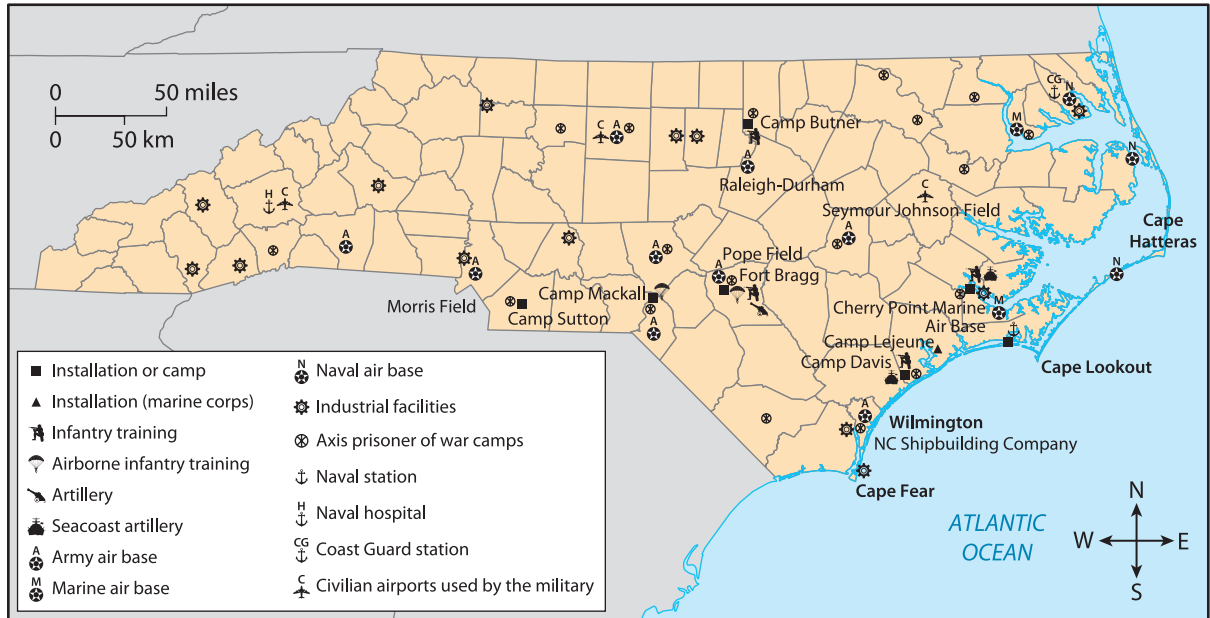 0 50 miles
0 50 km
CG
N
M
N
C
A
Camp Butner
A
Raleigh-Durham
H
C
C
Seymour Johnson Field
A
A
Cape
Hatteras
A
A
Pope Field
A
Fort Bragg
N
Morris Field
Camp Mackall
Camp Sutton
Cherry Point Marine
Air Base
M
A
Camp Lejeune
Camp Davis
Cape Lookout
A
Wilmington
NC Shipbuilding Company
Cape Fear
ATLANTIC
OCEAN
N
W E
S
Installation or camp
Installation (marine corps)
Infantry training
Airborne infantry training
Artillery
Seacoast artillery
A
Army air base
M
Marine air base
N
Naval air base
Industrial facilities
Axis prisoner of war camps
Naval station
H
Naval hospital
CG
Coast Guard station
C
Civilian airports used by the military